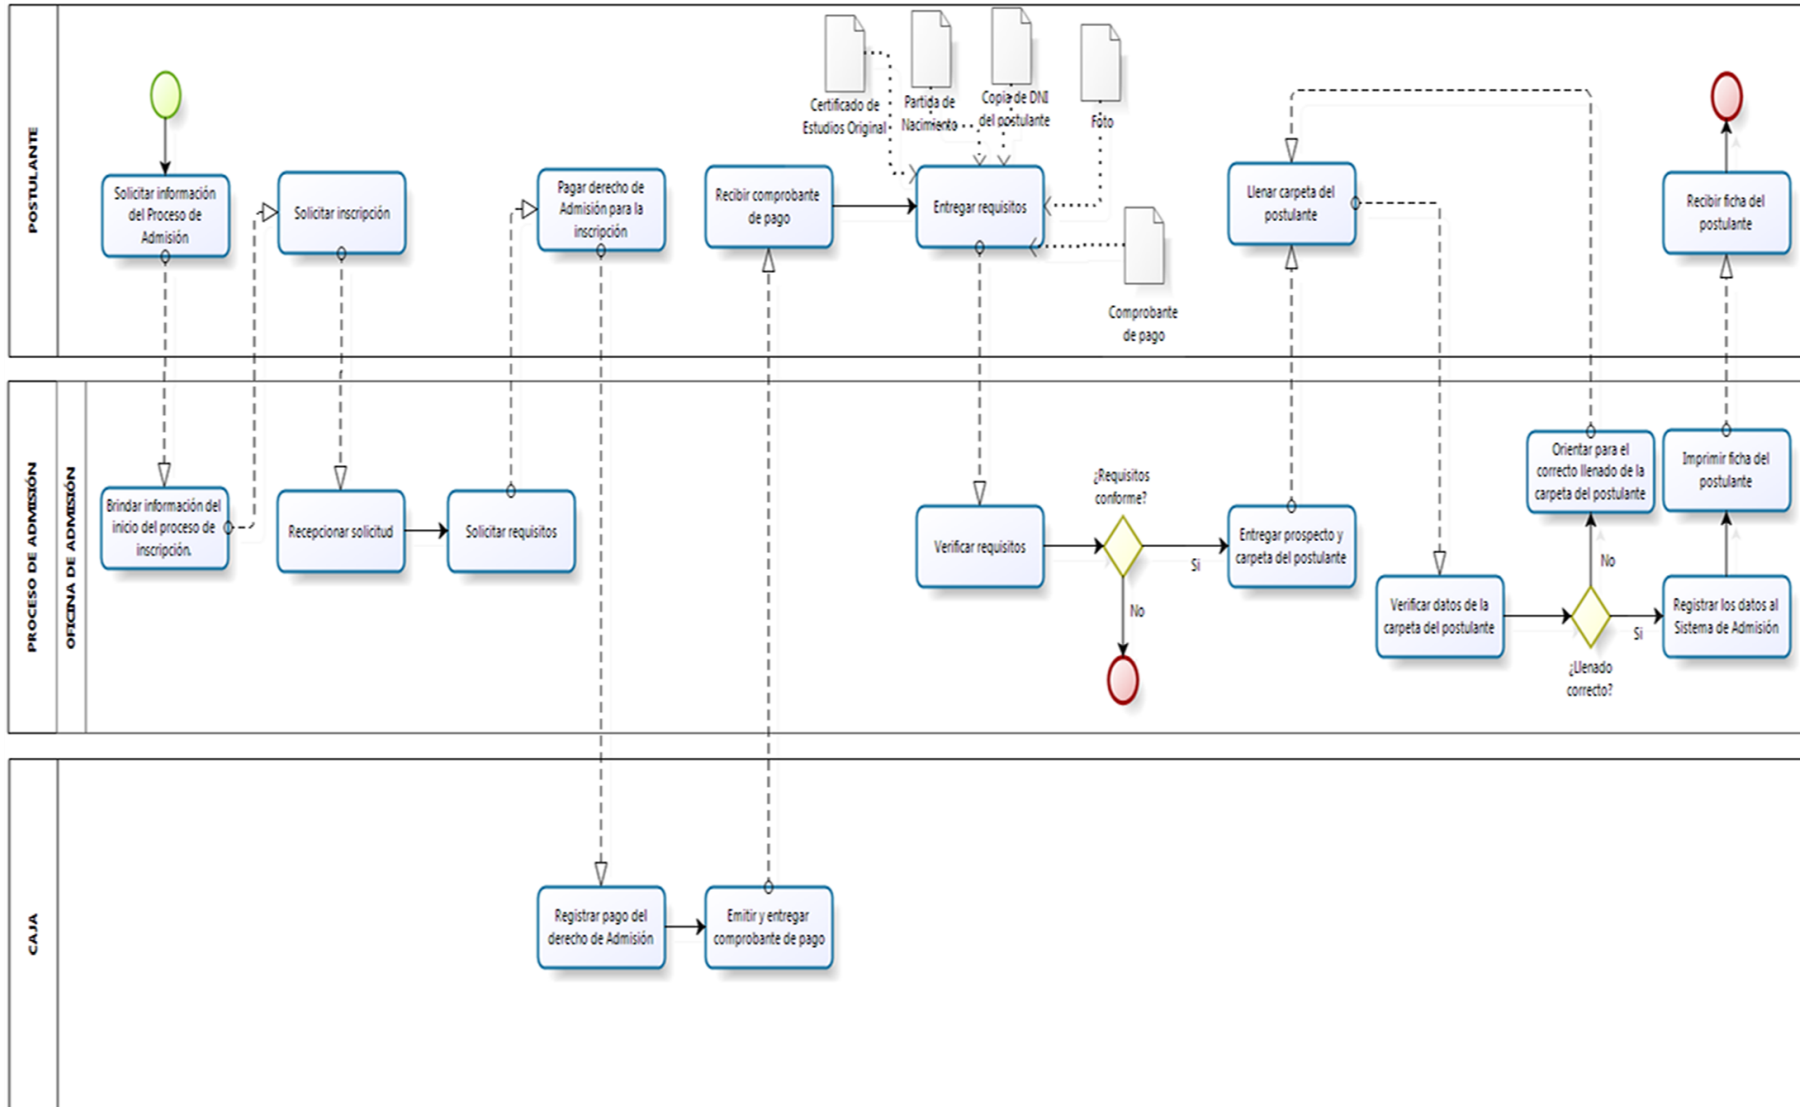 POSTULANTE
Certificado de
Estudios Original
Partida de
Nacimiento
Copia de DNI
del postulante
Foto
Solicitar información
del Proceso de
Admisión
Solicitar inscripción
Pagar derecho de
Admisión para la
inscripción
Recibir comprobante
de pago
Entregar requisitos
Comprobante
de pago
Llenar carpeta del
postulante
Recibir ficha del
postulante
PROCESO DE ADMISIÓN
OFICINA DE ADMISIÓN
Brindar información del
inicio del proceso de
inscripción.
Recepcionar solicitud
Solicitar requisitos
Verificar requisitos
¿Requisitos
conforme?
Si
No
Entregar prospecto y
carpeta del postulante
Verificar datos de la
carpeta del postulante
Orientar para el
correcto llenado de la
carpeta del postulante
No
¿Llenado
correcto?
Si
Imprimir ficha del
postulante
Registrar los datos al
Sistema de Admisión
CAJA
Registrar pago del
derecho de Admisión
Emitir y entregar
comprobante de pago